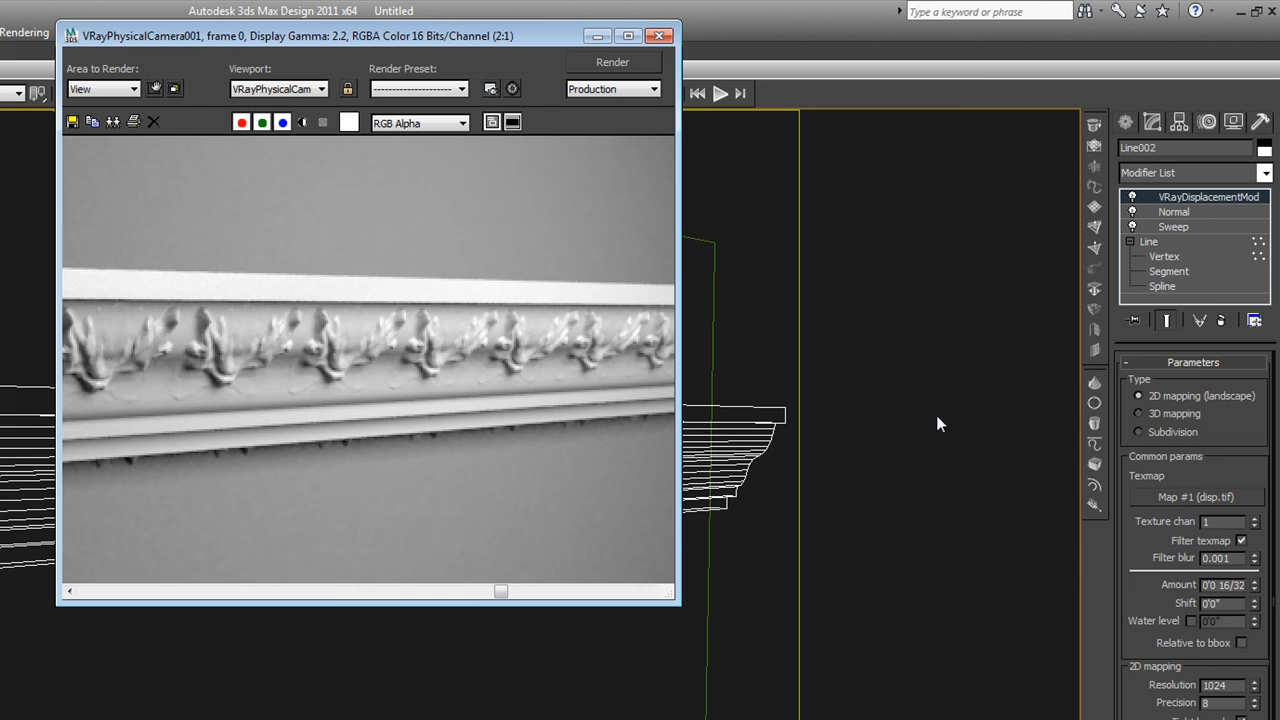 Autodesk 3ds Max Design 2011 x64 Untitled
Type a keyword or phrase
Rendering
VRayPhysicalCamera001, frame 0, Display Gamma: 2.2, RGBA Color 16 Bits/Channel (2:1)
Area to Render:
Viewport:
Render Preset:
Render
View
VRayPhysicalCam
Production
RGB Alpha
Line002
Modifier List
VRayDisplacementMod
Normal
Sweep
Line
Vertex
Segment
Spline
Parameters
Type
2D mapping (landscape)
3D mapping
Subdivision
Common params
Texmap
Map #1 (disp.tif)
Texture chan 1
Filter texmap
Filter blur 0.001
Amount 0'0 16/32
Shift 0'0"
Water level 0'0"
Relative to bbox
2D mapping
Resolution 1024
Precision 8